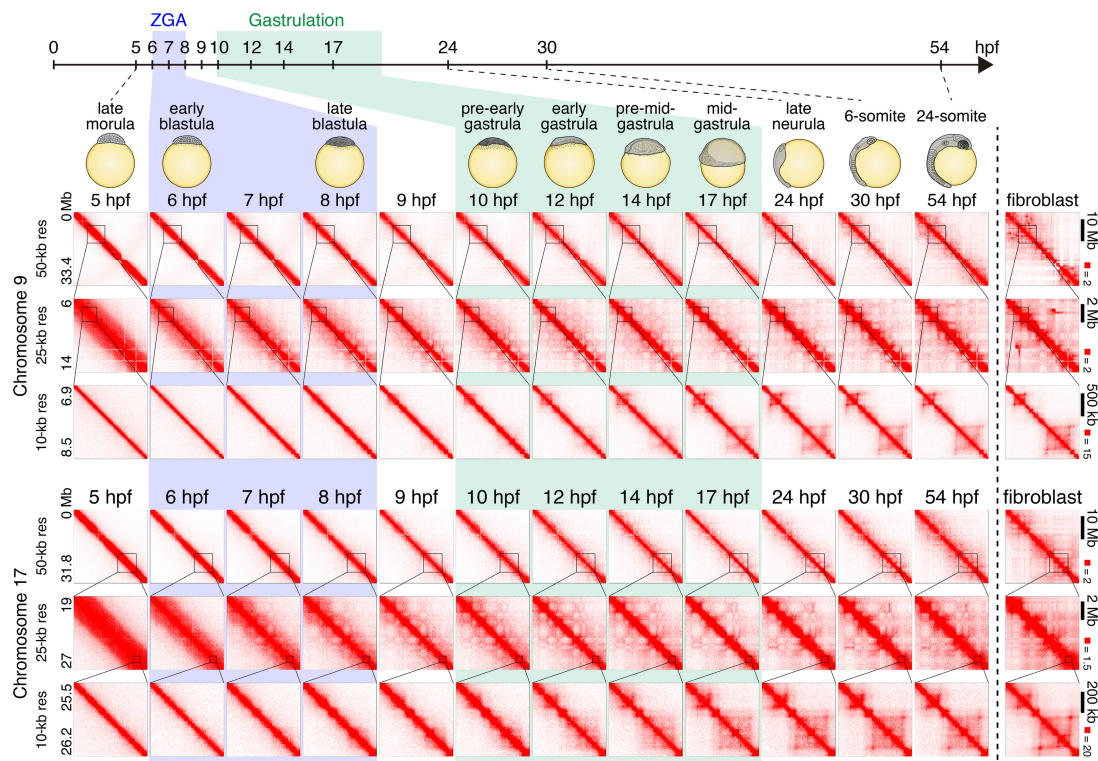 ZGA
Gastrulation
0 5 6 7 8 9 10 12 14 17 24 30 54 hpf
late morula
early blastula
late blastula
pre-early gastrula
early gastrula
pre-mid-gastrula
mid-gastrula
late neurula
6-somite
24-somite
5 hpf 6 hpf 7 hpf 8 hpf 9 hpf 10 hpf 12 hpf 14 hpf 17 hpf 24 hpf 30 hpf 54 hpf fibroblast
Chromosome 9
50-kb res
0 Mb
33.4
10 Mb
= 2
25-kb res
6
14
2 Mb
= 2
10-kb res
6.9
8.5
500 kb
= 15
5 hpf 6 hpf 7 hpf 8 hpf 9 hpf 10 hpf 12 hpf 14 hpf 17 hpf 24 hpf 30 hpf 54 hpf fibroblast
Chromosome 17
50-kb res
0 Mb
31.8
10 Mb
= 2
25-kb res
19
27
2 Mb
= 1.5
10-kb res
25.5
26.2
200 kb
= 20